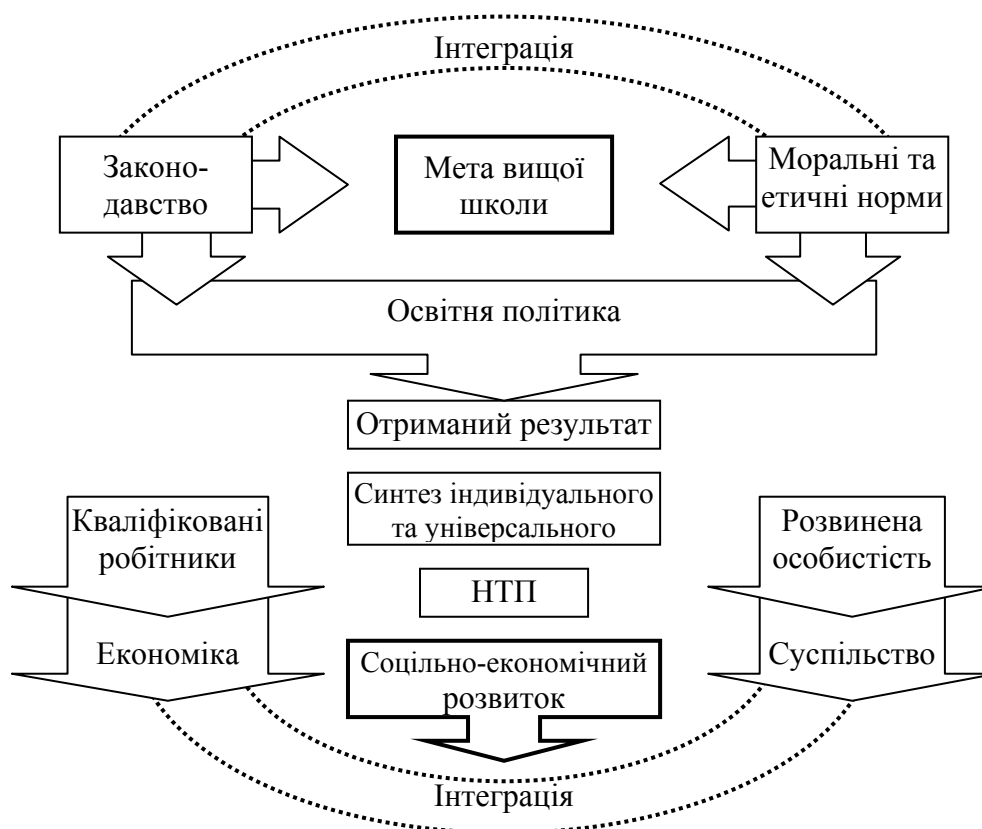 Інтеграція
Законо-
давство
Мета вищої
школи
Моральні та
етичні норми
Освітня політика
Отриманий результат
Синтез індивідуального
та універсального
Кваліфіковані
робітники
Розвинена
особистість
НТП
Економіка
Соцільно-економічний
розвиток
Суспільство
Інтеграція